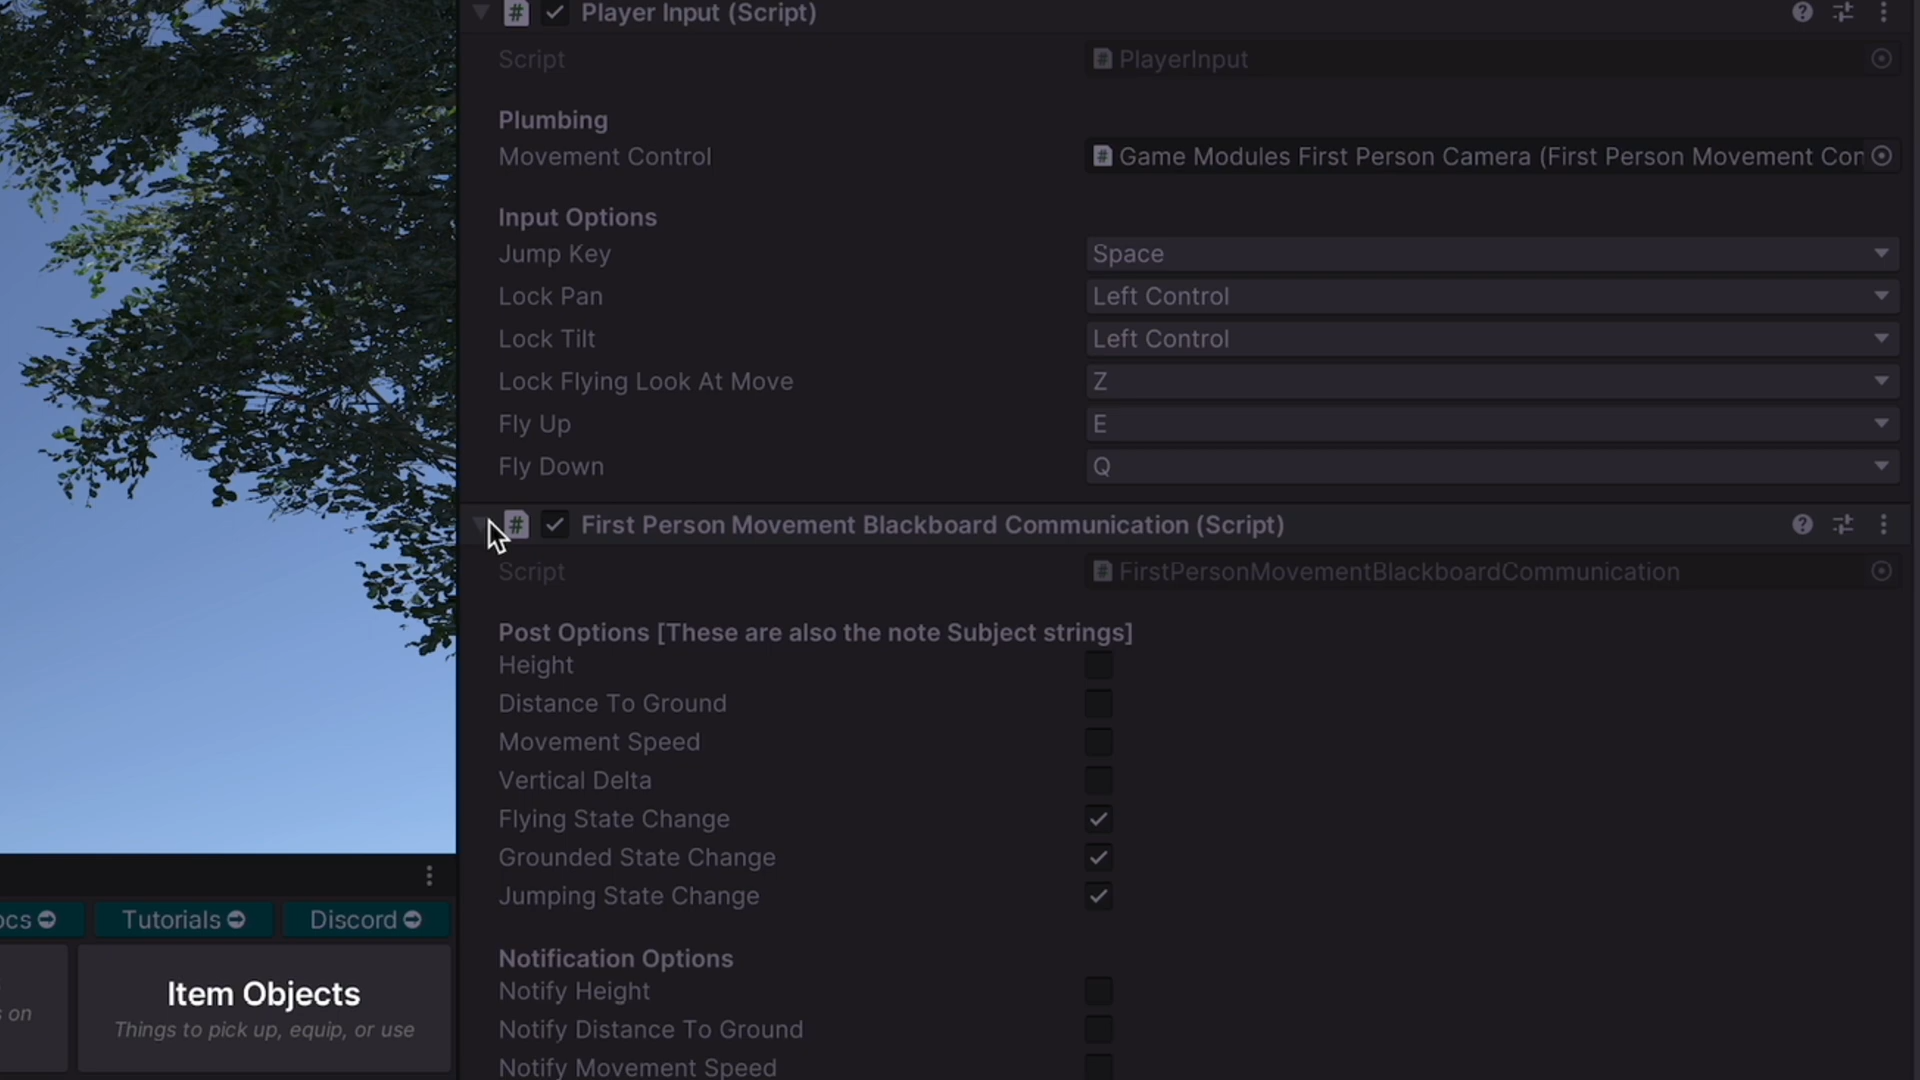 Player Input (Script)
Script
PlayerInput
Plumbing
Movement Control
Game Modules First Person Camera (First Person Movement Con
Input Options
Jump Key
Space
Lock Pan
Left Control
Lock Tilt
Left Control
Lock Flying Look At Move
Z
Fly Up
E
Fly Down
Q
First Person Movement Blackboard Communication (Script)
Script
FirstPersonMovementBlackboardCommunication
Post Options [These are also the note Subject strings]
Height
Distance To Ground
Movement Speed
Vertical Delta
Flying State Change
Grounded State Change
Jumping State Change
Notification Options
Notify Height
Notify Distance To Ground
Notify Movement Speed
ocs
Tutorials
Discord
s on
Item Objects
Things to pick up, equip, or use